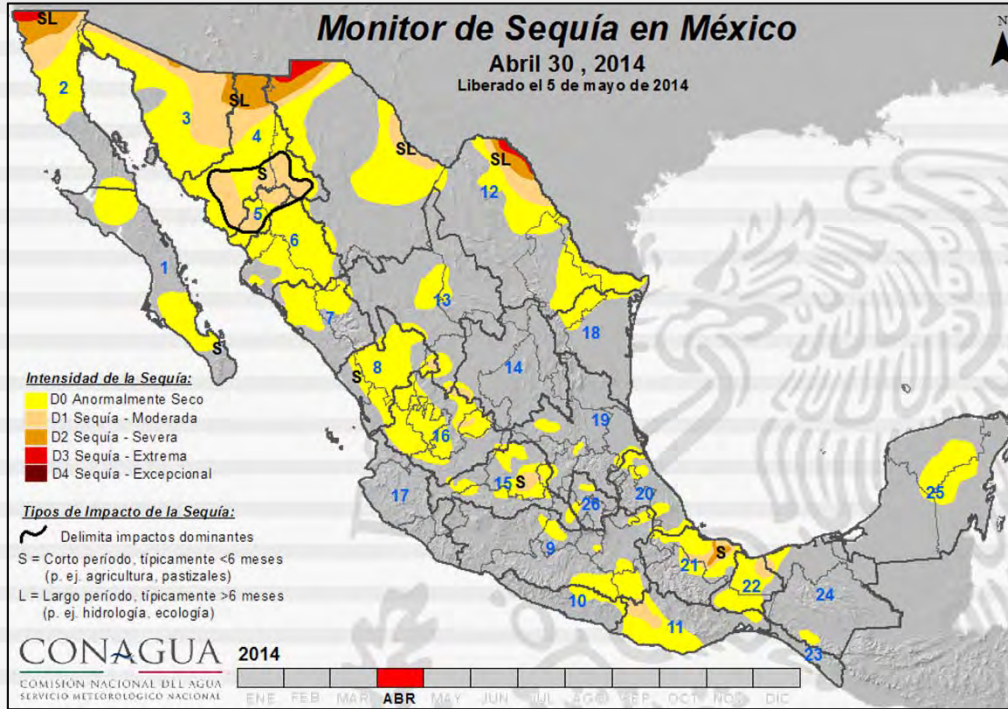 Monitor de Sequía en México
Abril 30 , 2014
Liberado el 5 de mayo de 2014
N
SL
2
3
SL
4
SL
SL
12
S
5
6
1
7
13
18
S
8
S
14
16
19
15
S
17
26
20
25
9
21
S
22
24
10
11
23
Intensidad de la Sequía:
D0 Anormalmente Seco
D1 Sequía - Moderada
D2 Sequía - Severa
D3 Sequía - Extrema
D4 Sequía - Excepcional
Tipos de Impacto de la Sequía:
Delimita impactos dominantes
S = Corto período, típicamente <6 meses
(p. ej. agricultura, pastizales)
L = Largo período, típicamente >6 meses
(p. ej. hidrología, ecología)
CONAGUA
COMISIÓN NACIONAL DEL AGUA
SERVICIO METEOROLÓGICO NACIONAL
2014
ENE FEB MAR ABR MAY JUN JUL AGO SEP OCT NOV DIC